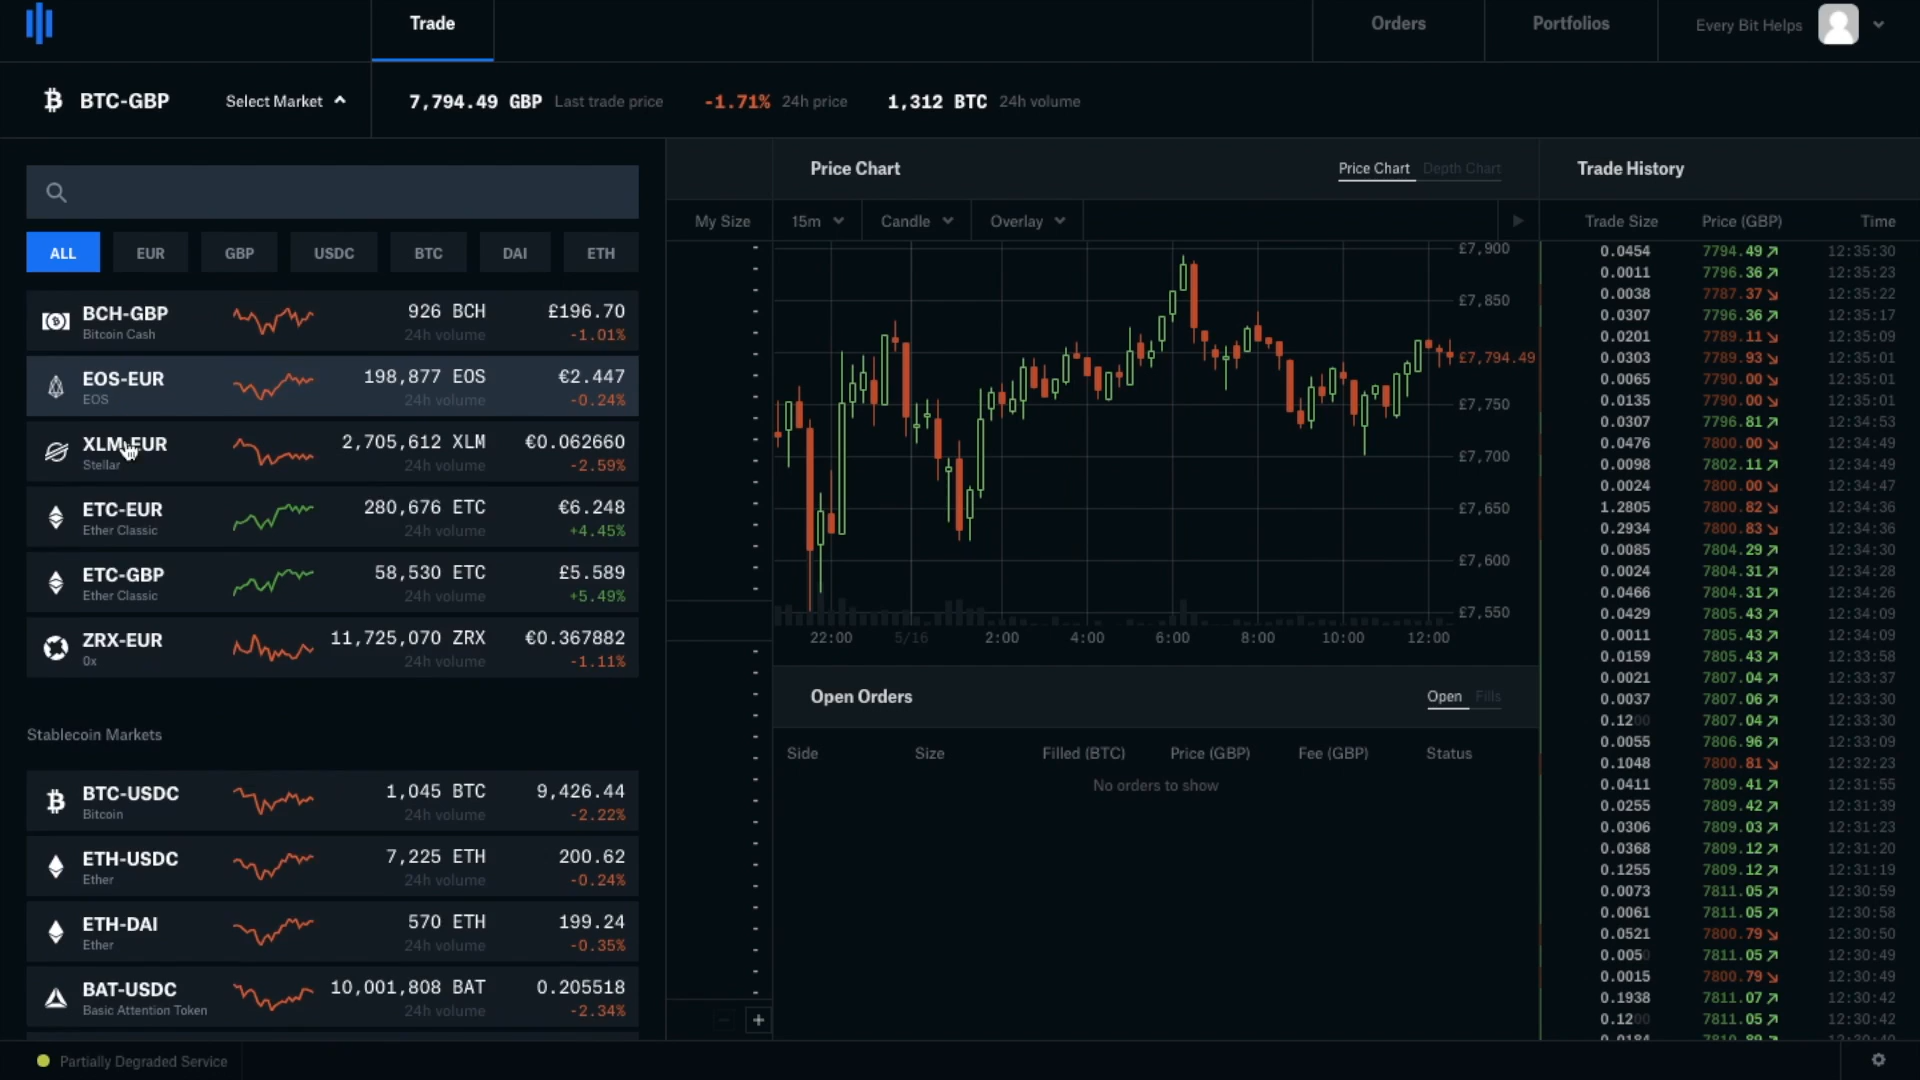 Trade
Orders
Portfolios
Every Bit Helps
BTC-GBP
Select Market
7,794.49 GBP Last trade price
-1.71% 24h price
1,312 BTC 24h volume
ALL EUR GBP USDC BTC DAI ETH
BCH-GBP 926 BCH £196.70
Bitcoin Cash 24h volume -1.01%
EOS-EUR 198,877 EOS €2.447
EOS 24h volume -0.24%
XLM-EUR 2,705,612 XLM €0.062660
Stellar 24h volume -2.59%
ETC-EUR 280,676 ETC €6.248
Ether Classic 24h volume +4.45%
ETC-GBP 58,530 ETC £5.589
Ether Classic 24h volume +5.49%
ZRX-EUR 11,725,070 ZRX €0.367882
0x 24h volume -1.11%
Stablecoin Markets
BTC-USDC 1,045 BTC 9,426.44
Bitcoin 24h volume -2.22%
ETH-USDC 7,225 ETH 200.62
Ether 24h volume -0.24%
ETH-DAI 570 ETH 199.24
Ether 24h volume -0.35%
BAT-USDC 10,001,808 BAT 0.205518
Basic Attention Token 24h volume -2.34%
My Size
Price Chart
Price Chart Depth Chart
15m Candle Overlay
£7,900
£7,850
£7,794.49
£7,750
£7,700
£7,650
£7,600
£7,550
22:00 5/16 2:00 4:00 6:00 8:00 10:00 12:00
Open Orders
Open Fills
Side Size Filled (BTC) Price (GBP) Fee (GBP) Status
No orders to show
Trade History
Trade Size Price (GBP) Time
0.0454 7794.49 12:35:30
0.0011 7796.36 12:35:23
0.0038 7787.37 12:35:22
0.0307 7796.36 12:35:17
0.0201 7789.11 12:35:09
0.0303 7789.93 12:35:01
0.0065 7790.00 12:35:01
0.0135 7790.00 12:35:01
0.0307 7796.81 12:34:53
0.0476 7800.00 12:34:49
0.0098 7802.11 12:34:49
0.0024 7800.00 12:34:47
1.2805 7800.82 12:34:36
0.2934 7800.83 12:34:36
0.0085 7804.29 12:34:30
0.0024 7804.31 12:34:28
0.0466 7804.31 12:34:26
0.0429 7805.43 12:34:09
0.0011 7805.43 12:34:09
0.0159 7805.43 12:33:58
0.0021 7807.04 12:33:37
0.0037 7807.06 12:33:30
0.1200 7807.04 12:33:30
0.0055 7806.96 12:33:09
0.1048 7800.81 12:32:23
0.0411 7809.41 12:31:55
0.0255 7809.42 12:31:39
0.0306 7809.03 12:31:23
0.0368 7809.12 12:31:20
0.1255 7809.12 12:31:19
0.0073 7811.05 12:30:59
0.0061 7811.05 12:30:58
0.0521 7800.79 12:30:50
0.0050 7811.05 12:30:49
0.0015 7800.79 12:30:49
0.1938 7811.07 12:30:42
0.1200 7811.05 12:30:42
Partially Degraded Service